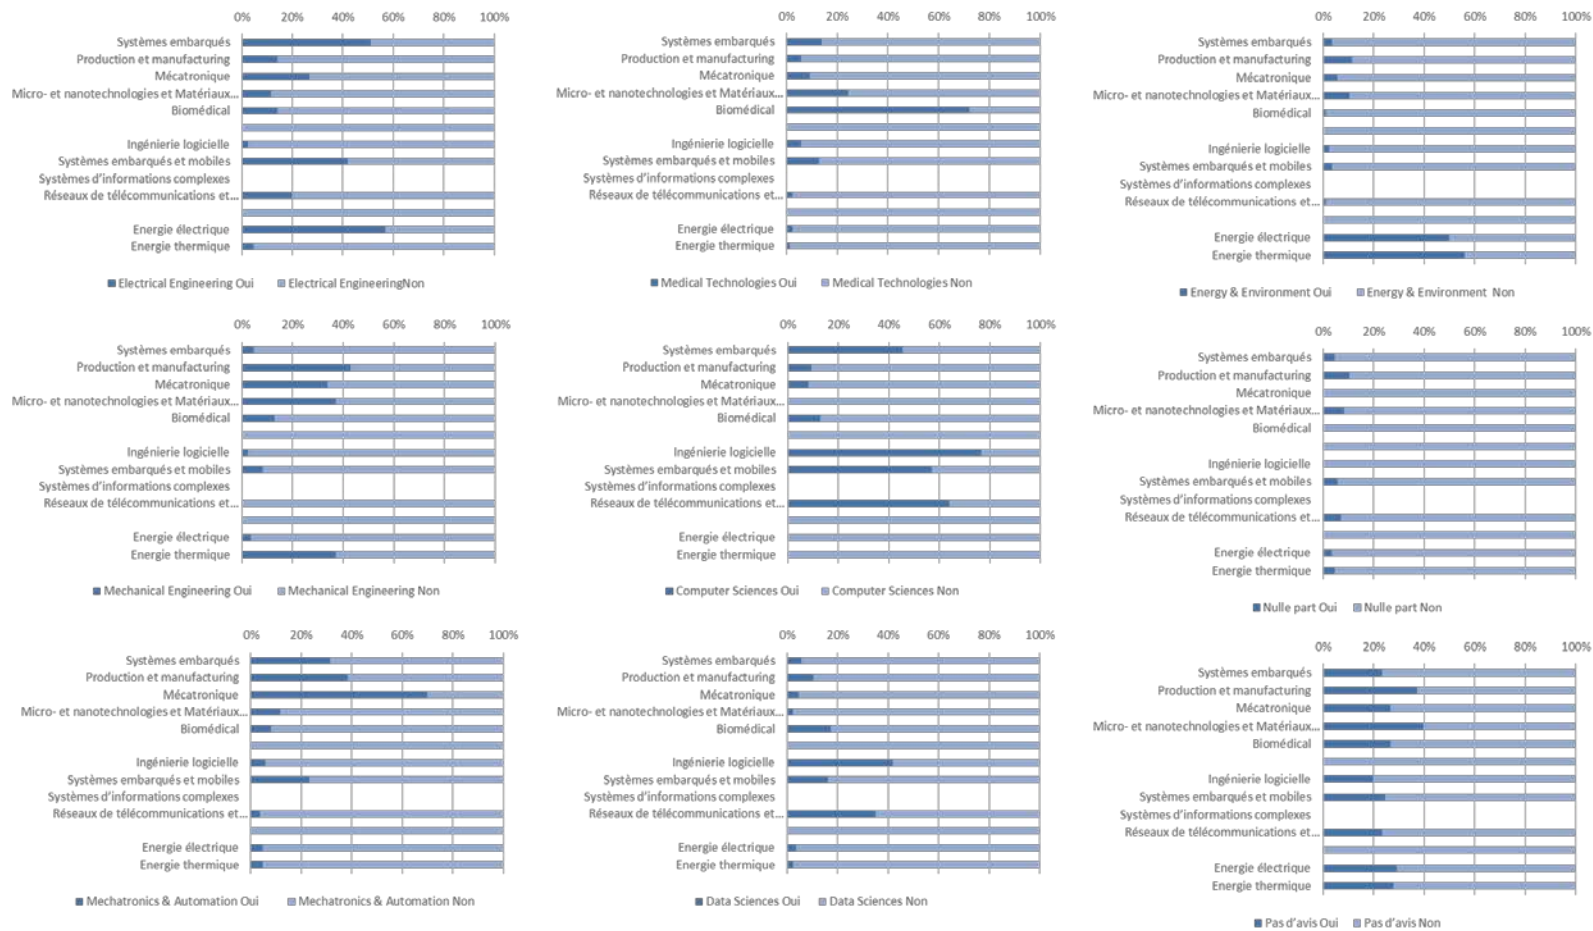 0% 20% 40% 60% 80% 100%
Systèmes embarqués
Production et manufacturing
Mécatronique
Micro- et nanotechnologies et Matériaux...
Biomédical
Ingénierie logicielle
Systèmes embarqués et mobiles
Systèmes d'informations complexes
Réseaux de télécommunications et...
Energie électrique
Energie thermique
Electrical Engineering Oui Electrical EngineeringNon
0% 20% 40% 60% 80% 100%
Systèmes embarqués
Production et manufacturing
Mécatronique
Micro- et nanotechnologies et Matériaux...
Biomédical
Ingénierie logicielle
Systèmes embarqués et mobiles
Systèmes d'informations complexes
Réseaux de télécommunications et...
Energie électrique
Energie thermique
Medical Technologies Oui Medical Technologies Non
0% 20% 40% 60% 80% 100%
Systèmes embarqués
Production et manufacturing
Mécatronique
Micro- et nanotechnologies et Matériaux...
Biomédical
Ingénierie logicielle
Systèmes embarqués et mobiles
Systèmes d'informations complexes
Réseaux de télécommunications et...
Energie électrique
Energie thermique
Energy & Environment Oui Energy & Environment Non
0% 20% 40% 60% 80% 100%
Systèmes embarqués
Production et manufacturing
Mécatronique
Micro- et nanotechnologies et Matériaux...
Biomédical
Ingénierie logicielle
Systèmes embarqués et mobiles
Systèmes d'informations complexes
Réseaux de télécommunications et...
Energie électrique
Energie thermique
Mechanical Engineering Oui Mechanical Engineering Non
0% 20% 40% 60% 80% 100%
Systèmes embarqués
Production et manufacturing
Mécatronique
Micro- et nanotechnologies et Matériaux...
Biomédical
Ingénierie logicielle
Systèmes embarqués et mobiles
Systèmes d'informations complexes
Réseaux de télécommunications et...
Energie électrique
Energie thermique
Computer Sciences Oui Computer Sciences Non
0% 20% 40% 60% 80% 100%
Systèmes embarqués
Production et manufacturing
Mécatronique
Micro- et nanotechnologies et Matériaux...
Biomédical
Ingénierie logicielle
Systèmes embarqués et mobiles
Systèmes d'informations complexes
Réseaux de télécommunications et...
Energie électrique
Energie thermique
Nulle part Oui Nulle part Non
0% 20% 40% 60% 80% 100%
Systèmes embarqués
Production et manufacturing
Mécatronique
Micro- et nanotechnologies et Matériaux...
Biomédical
Ingénierie logicielle
Systèmes embarqués et mobiles
Systèmes d'informations complexes
Réseaux de télécommunications et...
Energie électrique
Energie thermique
Mechatronics & Automation Oui Mechatronics & Automation Non
0% 20% 40% 60% 80% 100%
Systèmes embarqués
Production et manufacturing
Mécatronique
Micro- et nanotechnologies et Matériaux...
Biomédical
Ingénierie logicielle
Systèmes embarqués et mobiles
Systèmes d'informations complexes
Réseaux de télécommunications et...
Energie électrique
Energie thermique
Data Sciences Oui Data Sciences Non
0% 20% 40% 60% 80% 100%
Systèmes embarqués
Production et manufacturing
Mécatronique
Micro- et nanotechnologies et Matériaux...
Biomédical
Ingénierie logicielle
Systèmes embarqués et mobiles
Systèmes d'informations complexes
Réseaux de télécommunications et...
Energie électrique
Energie thermique
Pas d'avis Oui Pas d'avis Non